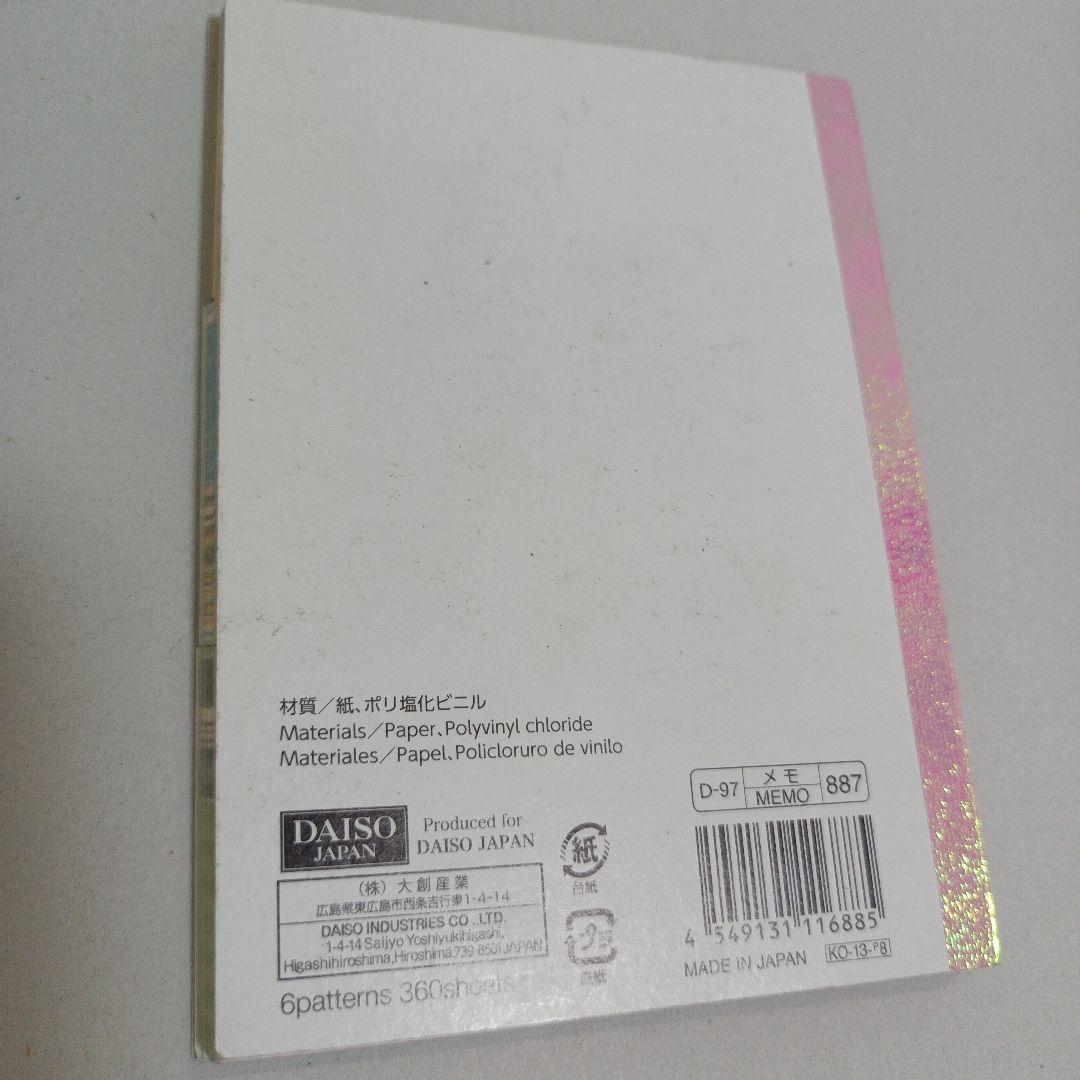 材質/紙、ポリ塩化ビニル
Materials/Paper、Polyvinyl chloride
Materiales/Papel、Policloruro de vinilo
D-97 メモ MEMO 887
DAISO
JAPAN
Produced for
DAISO JAPAN
(株)大創産業
広島県東広島市西条吉行東1-4-14
DAISO INDUSTRIES CO.,LTD.
1-4-14 Saijyo Yoshiyukihigashi,
Higashihiroshima,Hiroshima,739-8501JAPAN
6patterns 360sheets
紙
台紙
プラ
4 549131 116885
MADE IN JAPAN KO-13-P8